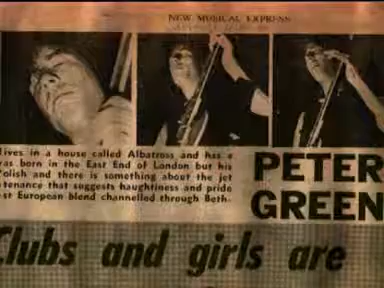 NEW MUSICAL EXPRESS
lives in a house called Albatross and has a
was born in the East End of London but his
Polish and there is something about the jet
tenance that suggests haughtiness and pride
st European blend channelled through Beth-
PETER
GREEN
Clubs and girls are